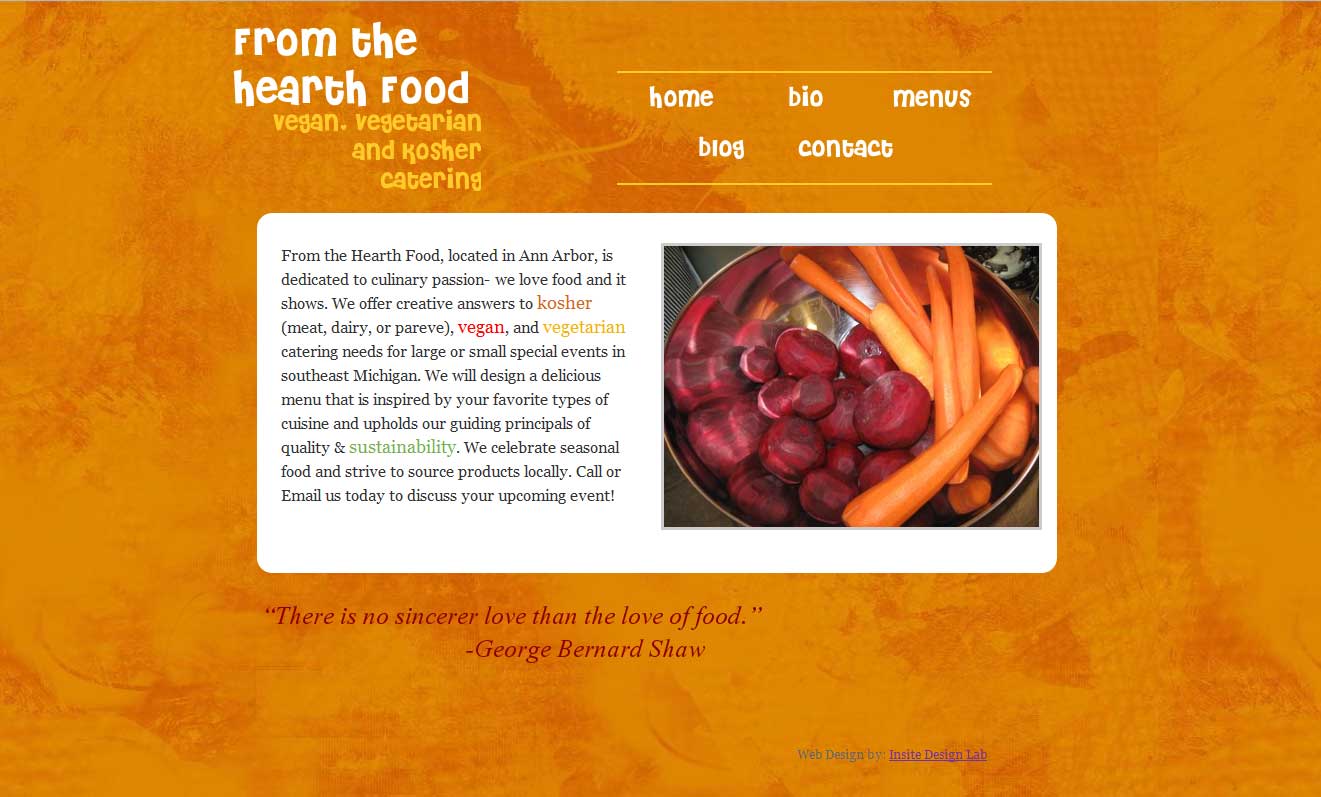 From the
hearth Food
vegan, vegetarian
and kosher
catering
home bio menus
blog contact
From the Hearth Food, located in Ann Arbor, is
dedicated to culinary passion- we love food and it
shows. We offer creative answers to kosher
(meat, dairy, or pareve), vegan, and vegetarian
catering needs for large or small special events in
southeast Michigan. We will design a delicious
menu that is inspired by your favorite types of
cuisine and upholds our guiding principals of
quality & sustainability. We celebrate seasonal
food and strive to source products locally. Call or
Email us today to discuss your upcoming event!
“There is no sincerer love than the love of food.”
-George Bernard Shaw
Web Design by: Insite Design Lab